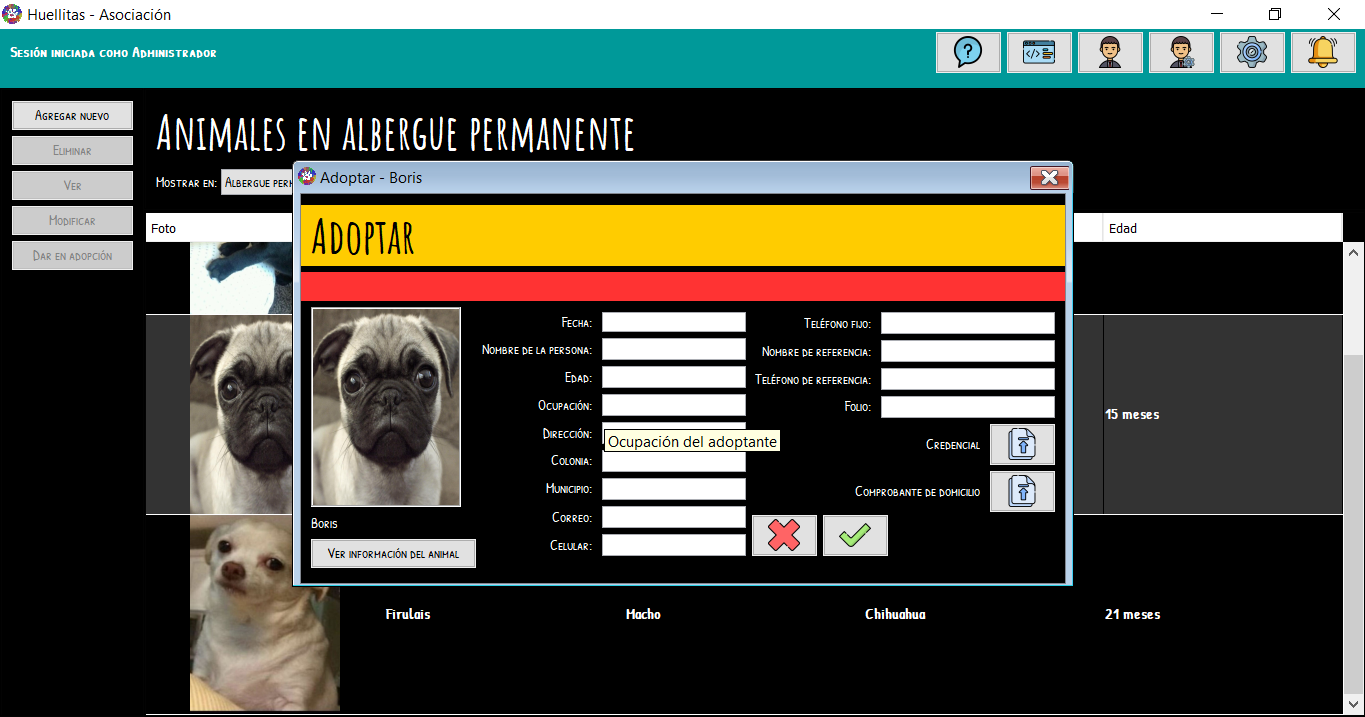 Huellitas - Asociación
Sesión iniciada como Administrador
Agregar nuevo
Eliminar
Ver
Modificar
Dar en adopción
Animales en albergue permanente
Mostrar en:
Albergue
Foto
Edad
15 meses
Firulais
Macho
Chihuahua
21 meses
Adoptar - Boris
Adoptar
Boris
Ver información del animal
Fecha:
Nombre de la persona:
Edad:
Ocupación:
Dirección:
Ocupación del adoptante
Colonia:
Municipio:
Correo:
Celular:
Teléfono fijo:
Nombre de referencia:
Teléfono de referencia:
Folio:
Credencial
Comprobante de domicilio